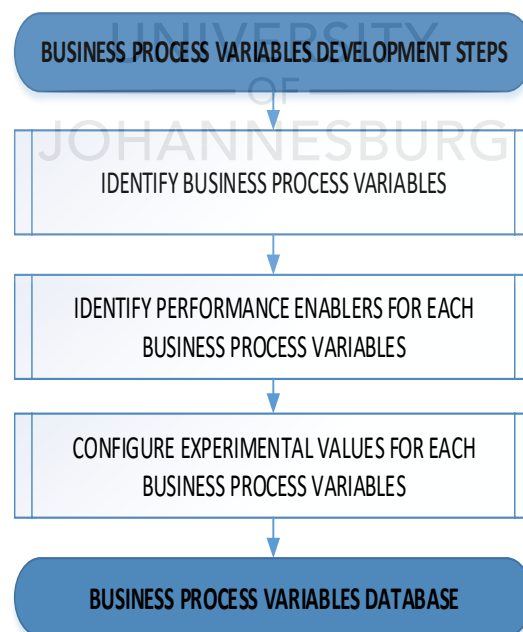 BUSINESS PROCESS VARIABLES DEVELOPMENT STEPS
UNIVERSITY
OF
JOHANNESBURG
IDENTIFY BUSINESS PROCESS VARIABLES
IDENTIFY PERFORMANCE ENABLERS FOR EACH
BUSINESS PROCESS VARIABLES
CONFIGURE EXPERIMENTAL VALUES FOR EACH
BUSINESS PROCESS VARIABLES
BUSINESS PROCESS VARIABLES DATABASE